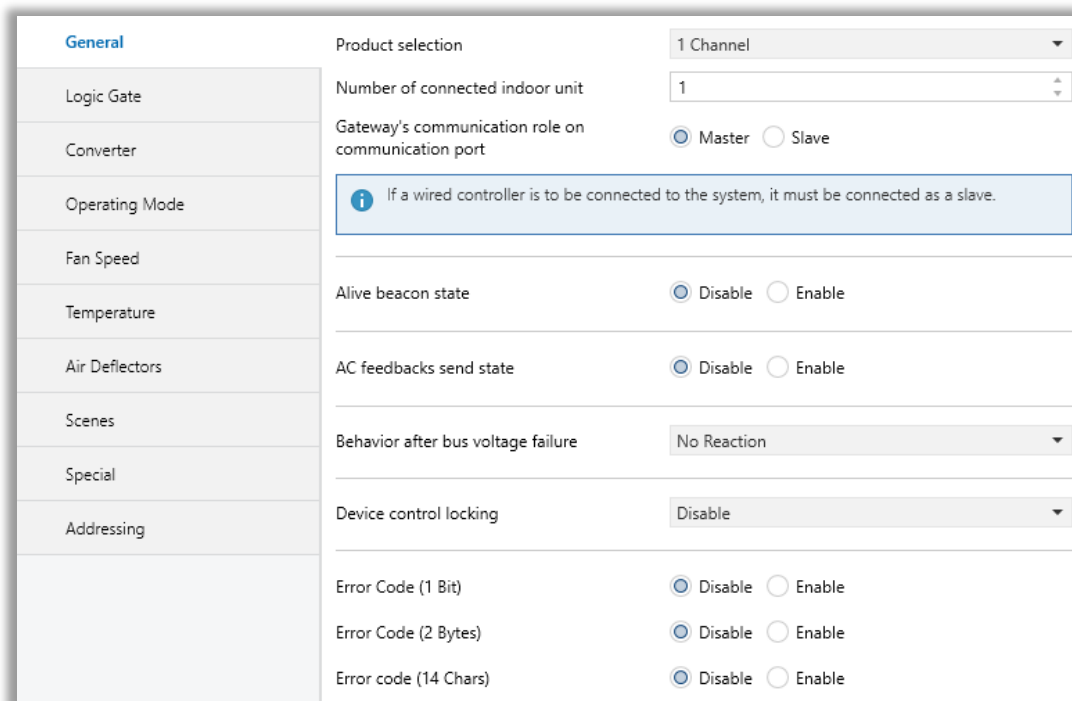 General
Logic Gate
Converter
Operating Mode
Fan Speed
Temperature
Air Deflectors
Scenes
Special
Addressing
Product selection 1 Channel
Number of connected indoor unit 1
Gateway's communication role on
communication port Master Slave
If a wired controller is to be connected to the system, it must be connected as a slave.
Alive beacon state Disable Enable
AC feedbacks send state Disable Enable
Behavior after bus voltage failure No Reaction
Device control locking Disable
Error Code (1 Bit) Disable Enable
Error Code (2 Bytes) Disable Enable
Error code (14 Chars) Disable Enable